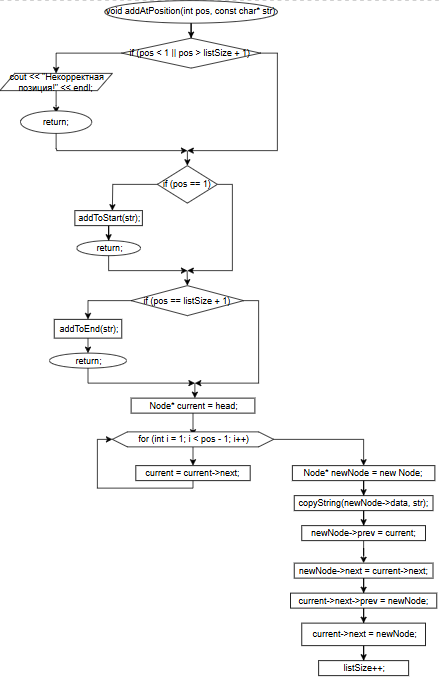 void addAtPosition(int pos, const char* str)
if (pos < 1 || pos > listSize + 1)
cout << "Некорректная
позиция!" << endl;
return;
if (pos == 1)
addToStart(str);
return;
if (pos == listSize + 1)
addToEnd(str);
return;
Node* current = head;
for (int i = 1; i < pos - 1; i++)
current = current->next;
Node* newNode = new Node;
copyString(newNode->data, str);
newNode->prev = current;
newNode->next = current->next;
current->next->prev = newNode;
current->next = newNode;
listSize++;